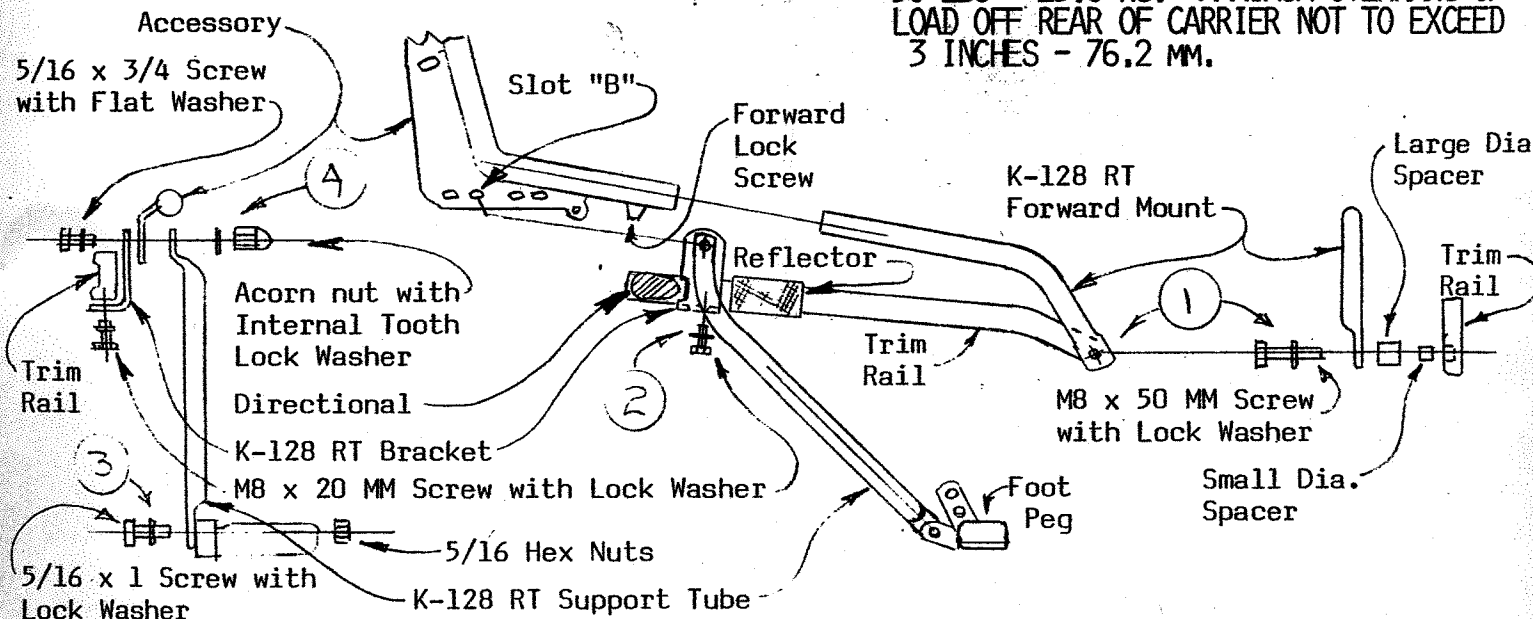 LOAD OFF REAR OF CARRIER NOT TO EXCEED
3 INCHES - 76.2 MM.
Accessory
5/16 x 3/4 Screw
with Flat Washer
Slot "B"
Forward
Lock
Screw
4
K-128 RT
Forward Mount
Large Dia
Spacer
Reflector
Trim
Rail
1
Acorn nut with
Internal Tooth
Lock Washer
Trim
Rail
Trim
Rail
Directional
2
M8 x 50 MM Screw
with Lock Washer
K-128 RT Bracket
3
M8 x 20 MM Screw with Lock Washer
Small Dia.
Spacer
Foot
Peg
5/16 Hex Nuts
5/16 x 1 Screw with
Lock Washer
K-128 RT Support Tube